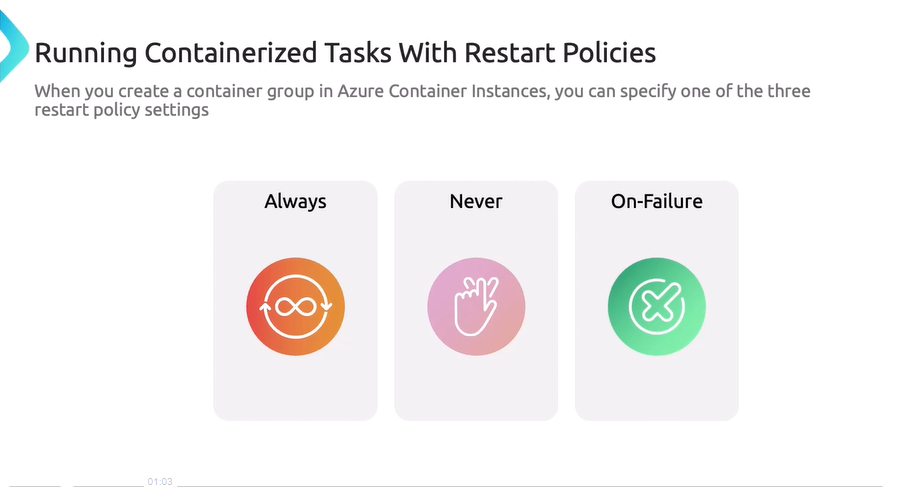 Running Containerized Tasks With Restart Policies
When you create a container group in Azure Container Instances, you can specify one of the three
restart policy settings
Always
Never
On-Failure
01:03